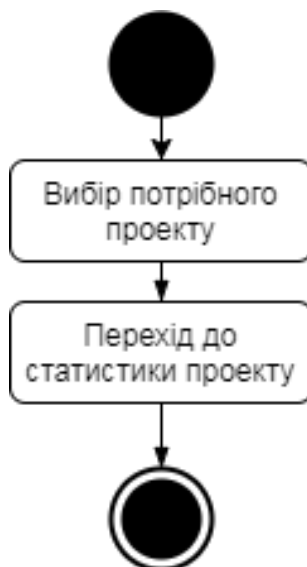 Вибір потрібного
проекту
Перехід до
статистики проекту